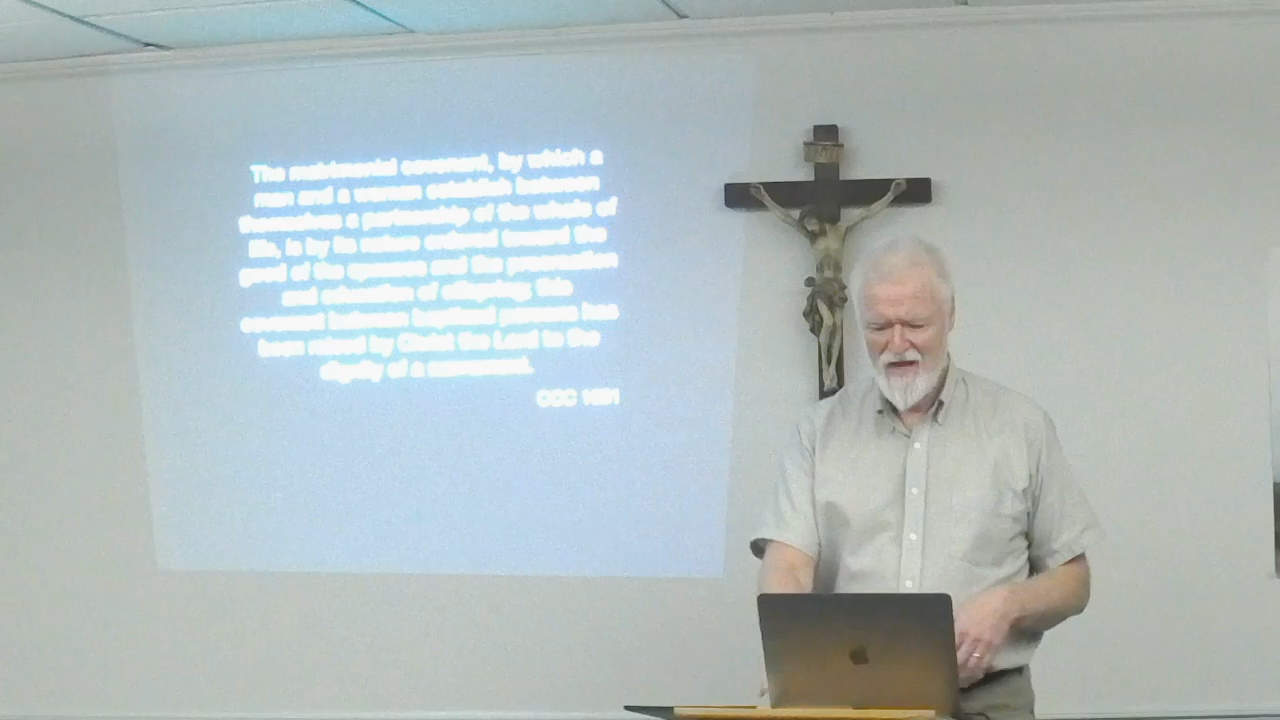 The matrimonial covenant, by which a
man and a woman establish between
themselves a partnership of the whole of
life, is by its nature ordered toward the
good of the spouses and the procreation
and education of offspring; this
covenant between baptized persons has
been raised by Christ the Lord to the
dignity of a sacrament.
CCC 1601